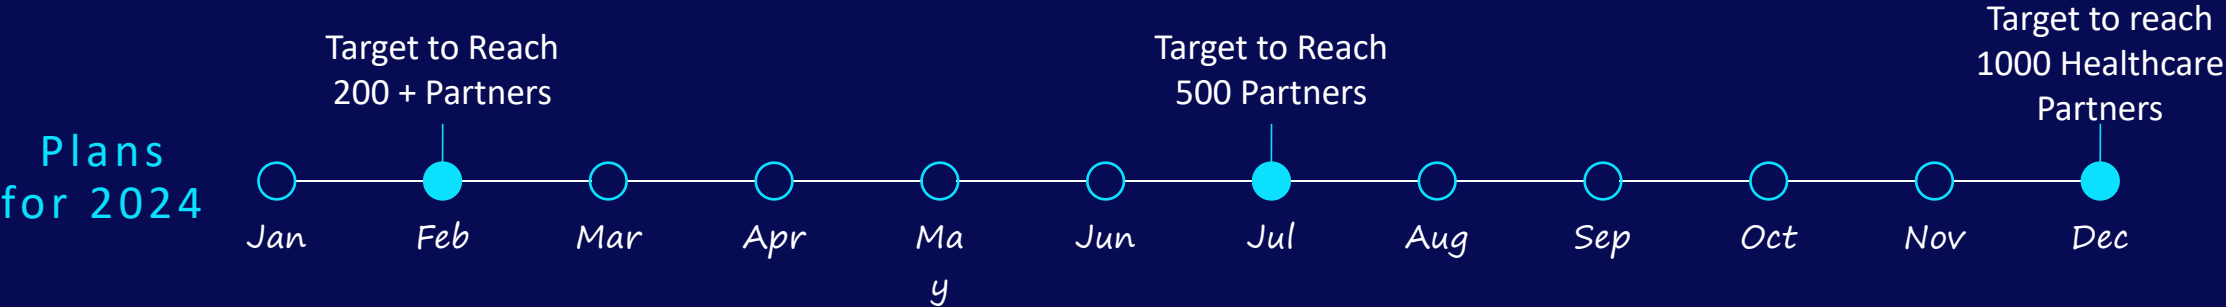 Target to Reach
200 + Partners
Target to Reach
500 Partners
Target to reach
1000 Healthcare
Partners
Plans
for 2024
Jan
Feb
Mar
Apr
Ma
y
Jun
Jul
Aug
Sep
Oct
Nov
Dec